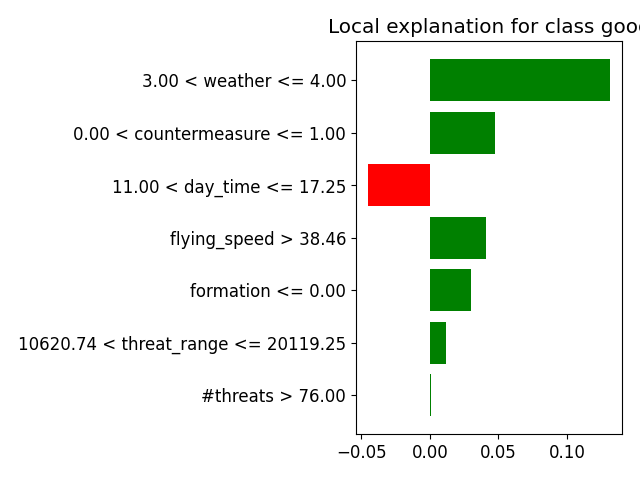 Local explanation for class goo
3.00 < weather <= 4.00
0.00 < countermeasure <= 1.00
11.00 < day_time <= 17.25
flying_speed > 38.46
formation <= 0.00
10620.74 < threat_range <= 20119.25
#threats > 76.00
−0.05 0.00 0.05 0.10